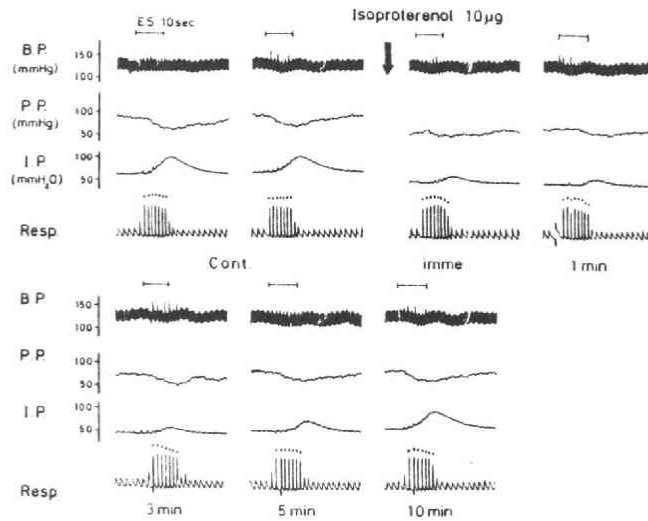 E.S. 10sec
Isoproterenol 10μg
B.P.
(mmHg)
150
100
P.P.
(mmHg)
100
50
I.P.
(mmH₂O)
100
50
Resp.
Cont.
imme
1 min
B.P.
150
100
P.P.
100
50
I.P.
100
50
Resp
3 min
5 min
10 min